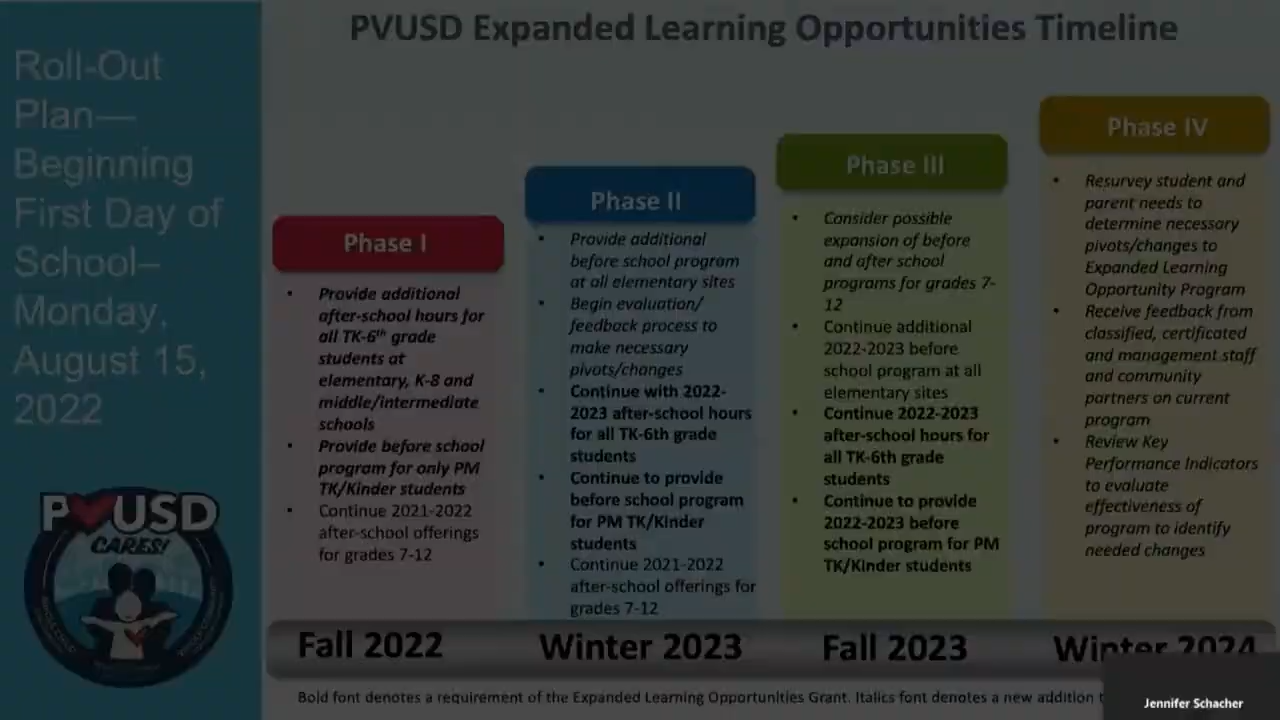 PVUSD Expanded Learning Opportunities Timeline
Roll-Out
Plan—
Beginning
First Day of
School–
Monday,
August 15,
2022
PVUSD
CARES!
Phase I
• Provide additional
after-school hours for
all TK-6th grade
students at
elementary, K-8 and
middle/intermediate
schools
• Provide before school
program for only PM
TK/Kinder students
• Continue 2021-2022
after-school offerings
for grades 7-12
Fall 2022
Phase II
• Provide additional
before school program
at all elementary sites
• Begin evaluation/
feedback process to
make necessary
pivots/changes
• Continue with 2022-
2023 after-school hours
for all TK-6th grade
students
• Continue to provide
before school program
for PM TK/Kinder
students
• Continue 2021-2022
after-school offerings for
grades 7-12
Winter 2023
Phase III
• Consider possible
expansion of before
and after school
programs for grades 7-
12
• Continue additional
2022-2023 before
school program at all
elementary sites
• Continue 2022-2023
after-school hours for
all TK-6th grade
students
• Continue to provide
2022-2023 before
school program for PM
TK/Kinder students
Fall 2023
Phase IV
• Resurvey student and
parent needs to
determine necessary
pivots/changes to
Expanded Learning
Opportunity Program
• Receive feedback from
classified, certificated
and management staff
and community
partners on current
program
• Review Key
Performance Indicators
to evaluate
effectiveness of
program to identify
needed changes
Winter 2024
Bold font denotes a requirement of the Expanded Learning Opportunities Grant. Italics font denotes a new addition
Jennifer Schacher